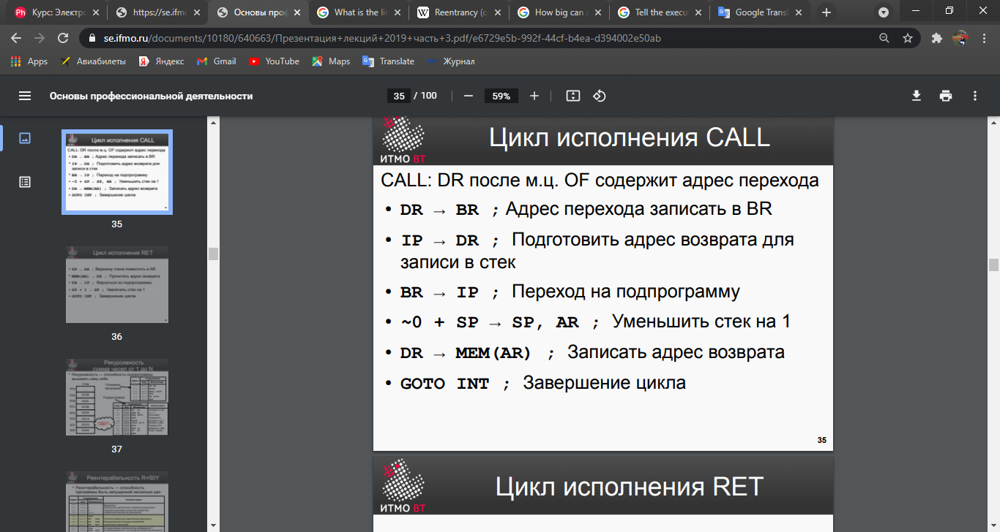 Курс: Электро
https://se.ifmo
Основы проф
What is the lin
Reentrancy (c
How big can a
Tell the execu
Google Transl
se.ifmo.ru/documents/10180/640663/Презентация+лекций+2019+часть+3.pdf/e6729e5b-992f-44cf-b4ea-d394002e50ab
Apps
Авиабилеты
Яндекс
Gmail
YouTube
Maps
Translate
Журнал
Основы профессиональной деятельности
35 / 100
59%
Цикл исполнения CALL
CALL: DR после м.ц. OF содержит адрес перехода
• DR → BR ; Адрес перехода записать в BR
• IP → DR ; Подготовить адрес возврата для
записи в стек
• BR → IP ; Переход на подпрограмму
• ~0 + SP → SP, AR ; Уменьшить стек на 1
• DR → MEM(AR) ; Записать адрес возврата
• GOTO INT ; Завершение цикла
35
Цикл исполнения RET
• SP → AR ; Вершину стека поместить в AR
• MEM(AR) → DR ; Прочитать адрес возврата
• DR → IP ; Вернуться из подпрограммы
• SP + 1 → SP ; Увеличить стек на 1
• GOTO INT ; Завершение цикла
36
Рекурсивность
сумма чисел от 1 до N
• Рекурсивность — способность подпрограммы
вызывать саму себя
37
Реентерабельность R=50Y
• Реентерабельность — способность
программы быть запущенной несколько раз
ИТМО ВТ
Цикл исполнения CALL
CALL: DR после м.ц. OF содержит адрес перехода
• DR → BR ; Адрес перехода записать в BR
• IP → DR ; Подготовить адрес возврата для
записи в стек
• BR → IP ; Переход на подпрограмму
• ~0 + SP → SP, AR ; Уменьшить стек на 1
• DR → MEM(AR) ; Записать адрес возврата
• GOTO INT ; Завершение цикла
35
ИТМО ВТ
Цикл исполнения RET